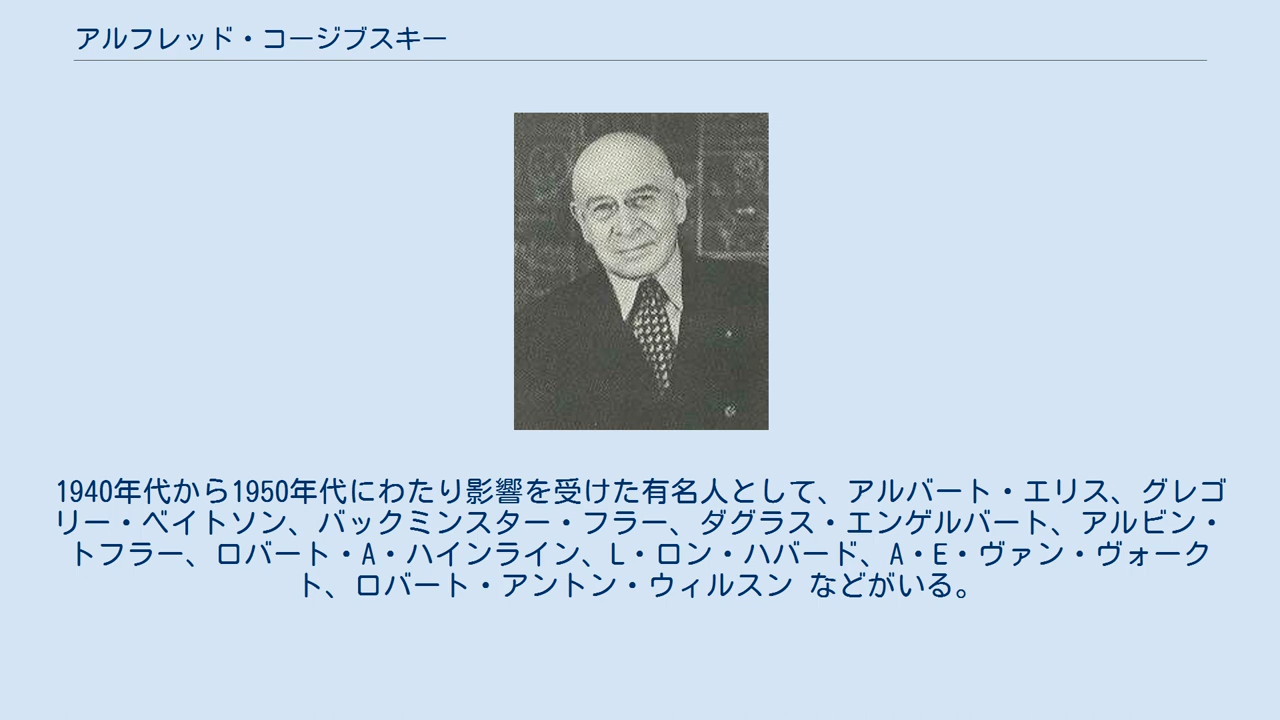 アルフレッド・コージブスキー
1940年代から1950年代にわたり影響を受けた有名人として、アルバート・エリス、グレゴ
リー・ベイトソン、バックミンスター・フラー、ダグラス・エンゲルバート、アルビン・
トフラー、ロバート・A・ハインライン、L・ロン・ハバード、A・E・ヴァン・ヴォーク
ト、ロバート・アントン・ウィルスン などがいる。